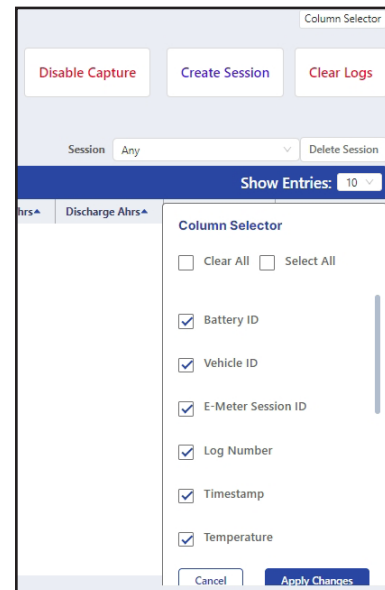 Column Selector
Disable Capture Create Session Clear Logs
Session Any Delete Session
Show Entries: 10
hrs Discharge Ahrs
Column Selector
Clear All Select All
Battery ID
Vehicle ID
E-Meter Session ID
Log Number
Timestamp
Temperature
Cancel Apply Changes